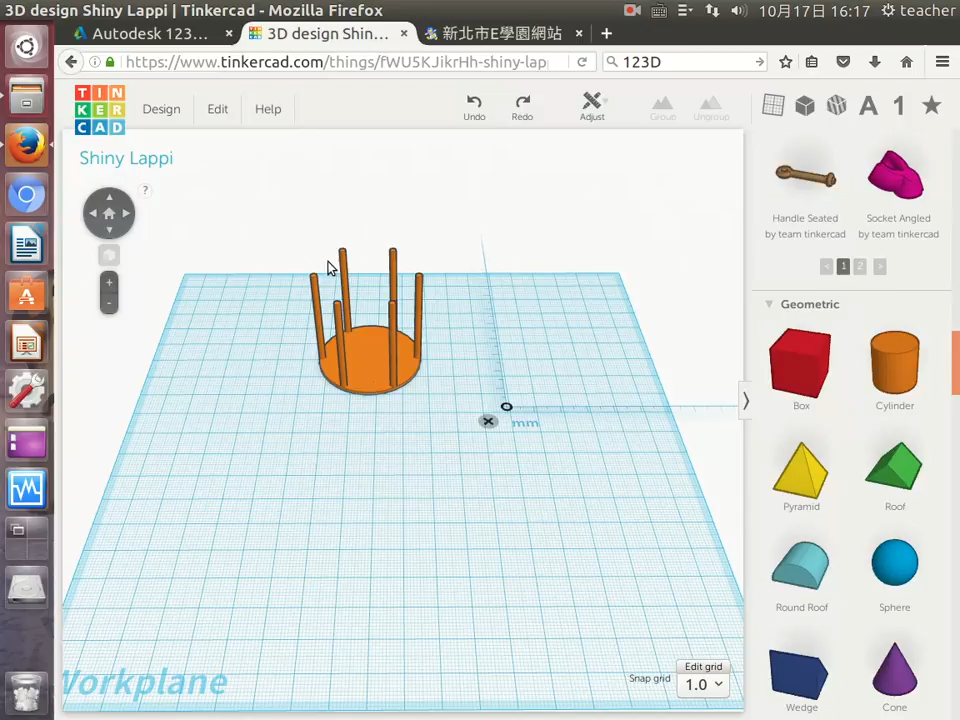 3D design Shiny Lappi | Tinkercad - Mozilla Firefox
10月17日 16:17 teacher
Autodesk 123… ×
3D design Shin… ×
新北市E學園網站 ×
https://www.tinkercad.com/things/fWU5KJikrHh-shiny-lap
123D
TIN
KER
CAD
Design
Edit
Help
Undo
Redo
Adjust
Group
Ungroup
A
1
Shiny Lappi
?
+
-
mm
Workplane
Edit grid
Snap grid
1.0
Handle Seated
by team tinkercad
Socket Angled
by team tinkercad
< 1 2 >
Geometric
Box
Cylinder
Pyramid
Roof
Round Roof
Sphere
Wedge
Cone